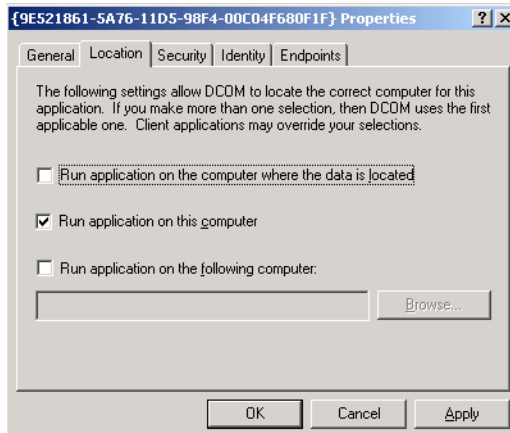 {9E521861-5A76-11D5-98F4-00C04F680F1F} Properties
General Location Security Identity Endpoints
The following settings allow DCOM to locate the correct computer for this
application. If you make more than one selection, then DCOM uses the first
applicable one. Client applications may override your selections.
Run application on the computer where the data is located
Run application on this computer
Run application on the following computer:
Browse...
OK Cancel Apply